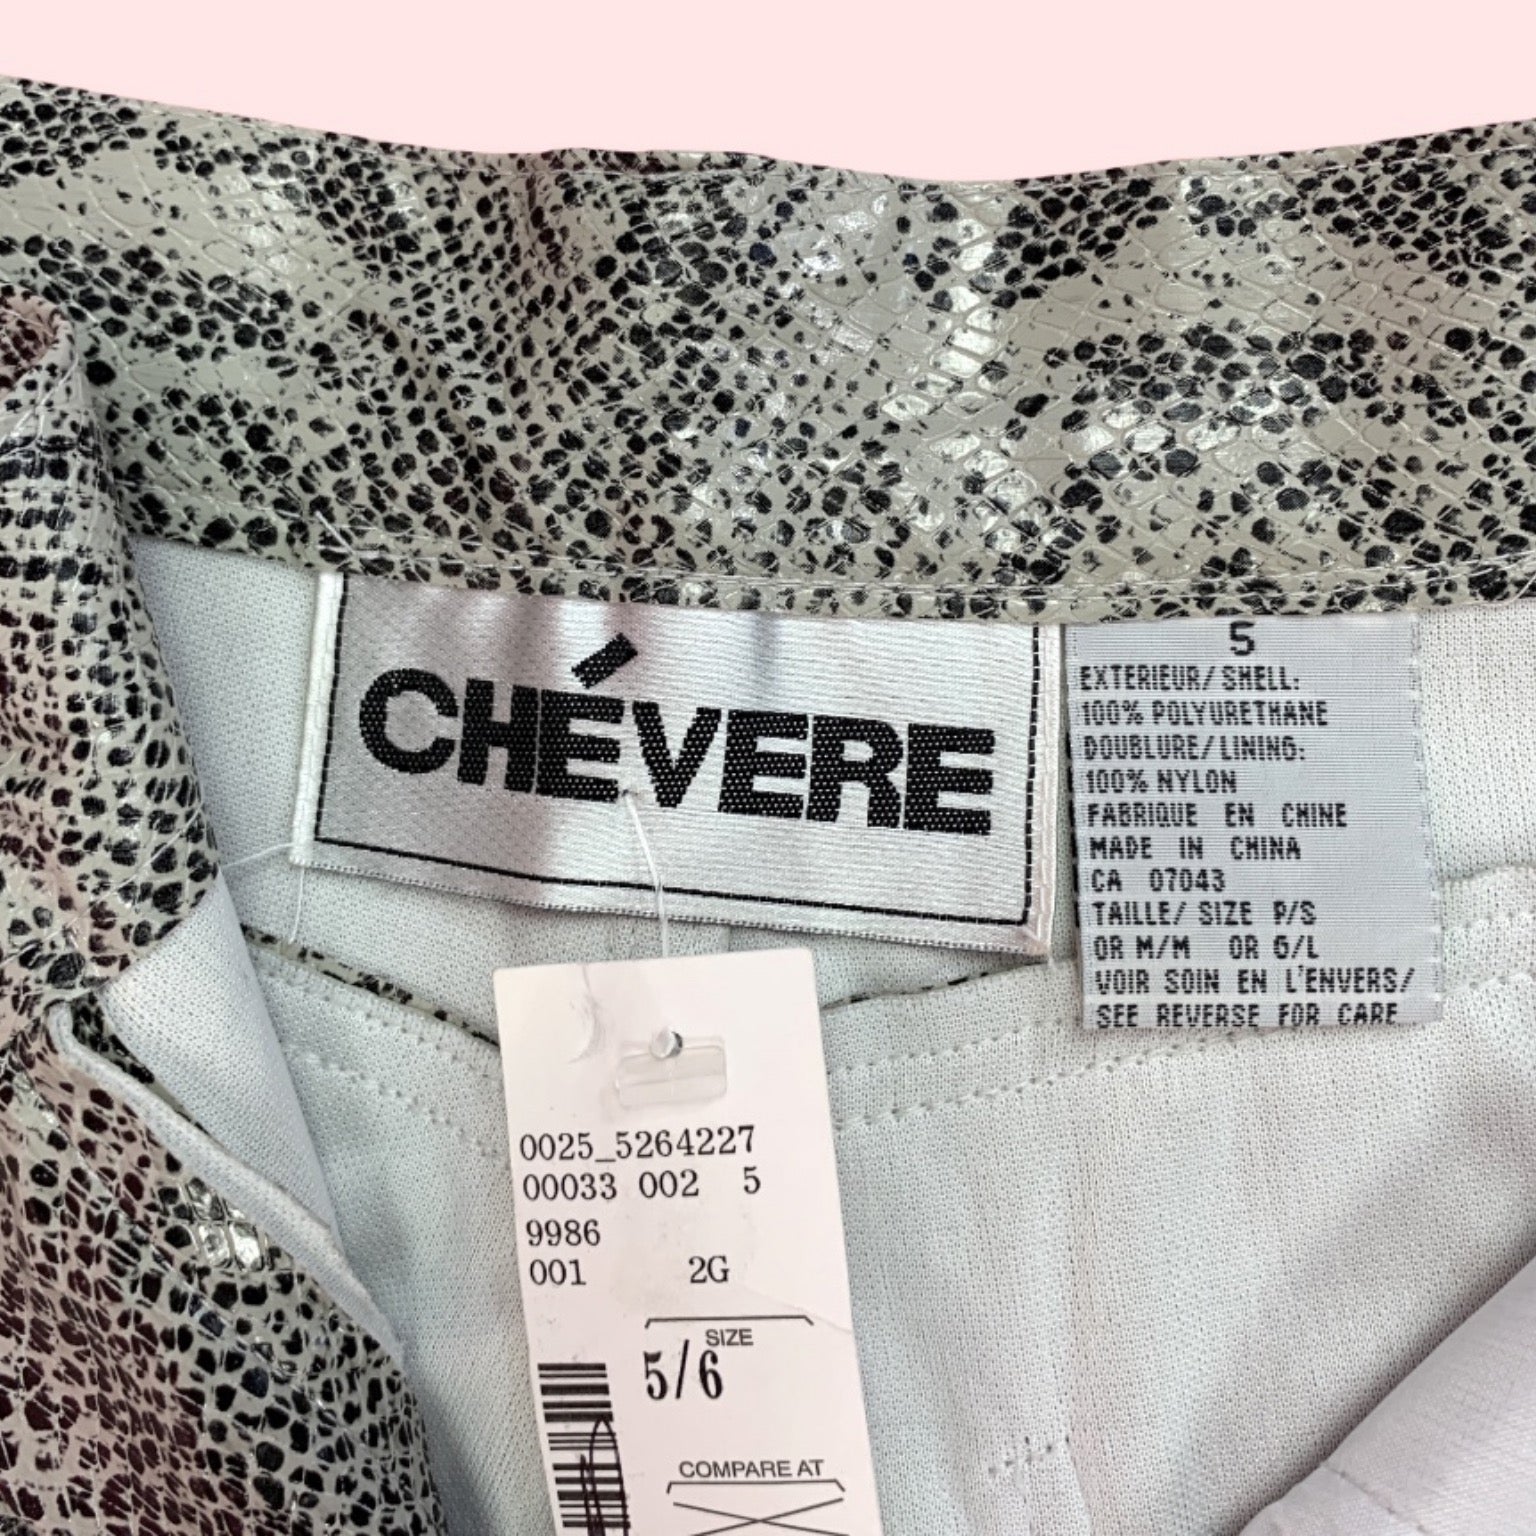 CHÉVERE
5
EXTERIEUR/SHELL:
100% POLYURETHANE
DOUBLURE/LINING:
100% NYLON
FABRIQUE EN CHINE
MADE IN CHINA
CA 07043
TAILLE/ SIZE P/S
OR M/M OR G/L
VOIR SOIN EN L'ENVERS/
SEE REVERSE FOR CARE
0025_5264227
00033 002 5
9986
001 2G
SIZE
5/6
COMPARE AT